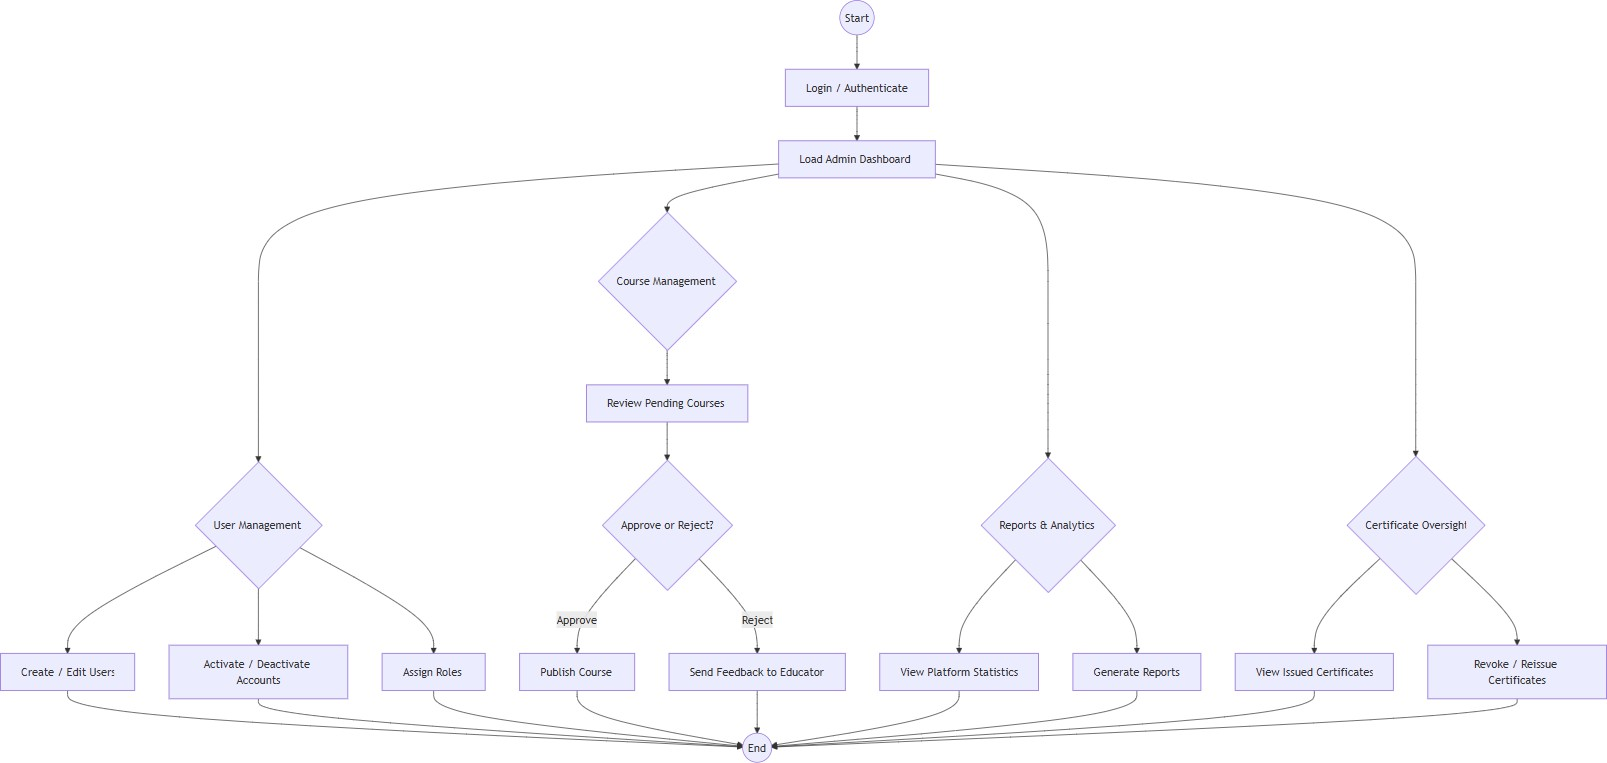 Start
Login / Authenticate
Load Admin Dashboard
Course Management
Review Pending Courses
User Management
Approve or Reject?
Reports & Analytics
Certificate Oversight
Approve
Reject
Create / Edit Users
Activate / Deactivate
Accounts
Assign Roles
Publish Course
Send Feedback to Educator
View Platform Statistics
Generate Reports
View Issued Certificates
Revoke / Reissue
Certificates
End